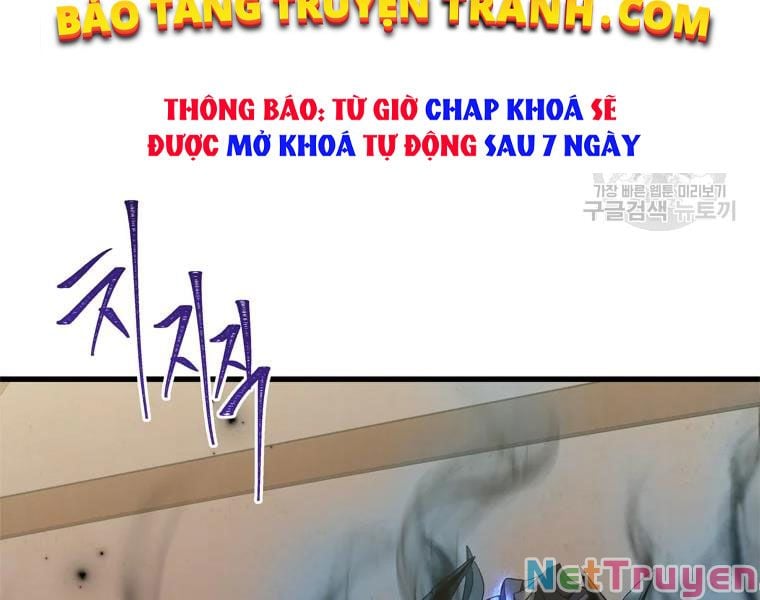 BẢO TÀNG TRUYỆN TRANH.COM
THÔNG BÁO: TỪ GIỜ CHAP KHOÁ SẼ
ĐƯỢC MỞ KHOÁ TỰ ĐỘNG SAU 7 NGÀY
가장 빠른 웹툰 미리보기
구글검색 뉴토끼
치지직
NetTruyen